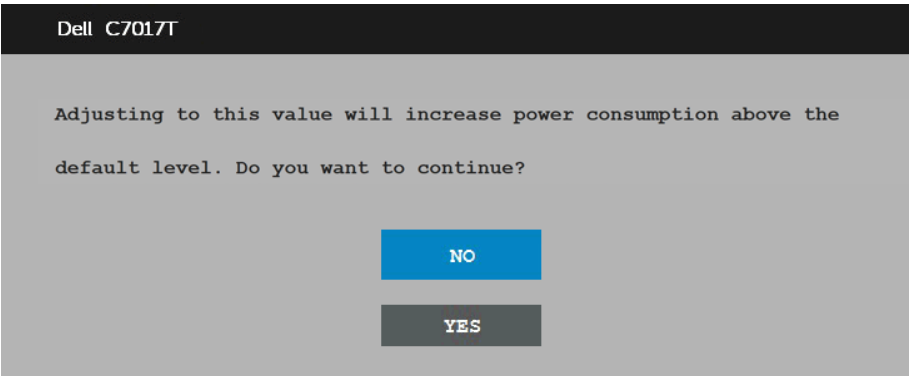 Dell C7017T
Adjusting to this value will increase power consumption above the
default level. Do you want to continue?
NO
YES